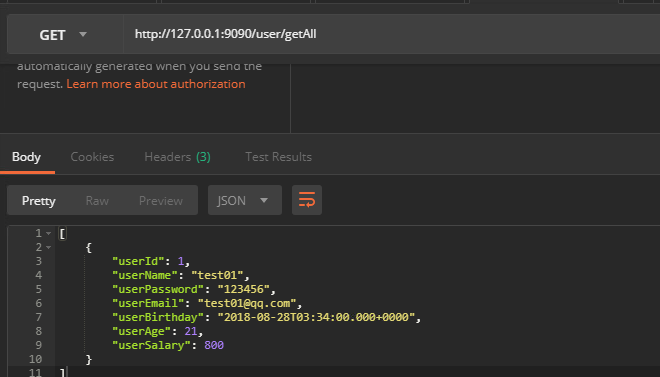 GET http://127.0.0.1:9090/user/getAll
automatically generated when you send the
request. Learn more about authorization
Body Cookies Headers (3) Test Results
Pretty Raw Preview JSON
1 [
2 {
3 "userId": 1,
4 "userName": "test01",
5 "userPassword": "123456",
6 "userEmail": "test01@qq.com",
7 "userBirthday": "2018-08-28T03:34:00.000+0000",
8 "userAge": 21,
9 "userSalary": 800
10 }
11 ]